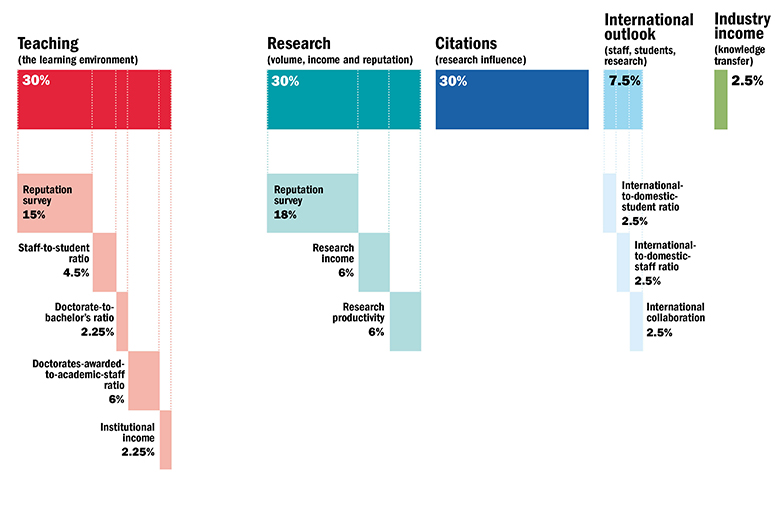 Teaching
(the learning environment)
30%
Reputation
survey
15%
Staff-to-student
ratio
4.5%
Doctorate-to-
bachelor's ratio
2.25%
Doctorates-awarded-
to-academic-staff
ratio
6%
Institutional
income
2.25%
Research
(volume, income and reputation)
30%
Reputation
survey
18%
Research
income
6%
Research
productivity
6%
Citations
(research influence)
30%
International
outlook
(staff, students,
research)
7.5%
International-
to-domestic-
student ratio
2.5%
International-
to-domestic-
staff ratio
2.5%
International
collaboration
2.5%
Industry
income
(knowledge
transfer)
2.5%